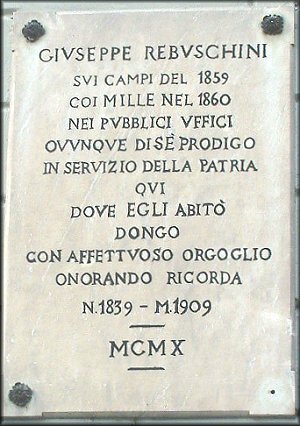 GIVSEPPE REBVSCHINI
SVI CAMPI DEL 1859
COI MILLE NEL 1860
NEI PVBBLICI VFFICI
OVVNQVE DI SÈ PRODIGO
IN SERVIZIO DELLA PATRIA
QVI
DOVE EGLI ABITÒ
DONGO
CON AFFETTVOSO ORGOGLIO
ONORANDO RICORDA
N. 1839 - M. 1909
MCMX